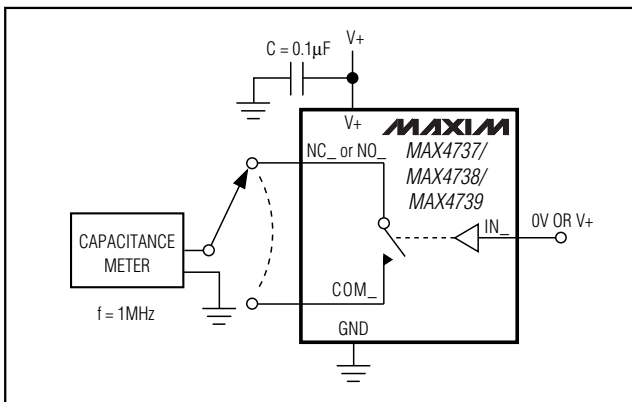 V+
C = 0.1µF
V+
MAXIM
NC_ or NO_
MAX4737/
MAX4738/
MAX4739
IN_
0V OR V+
CAPACITANCE
METER
COM_
f = 1MHz
GND